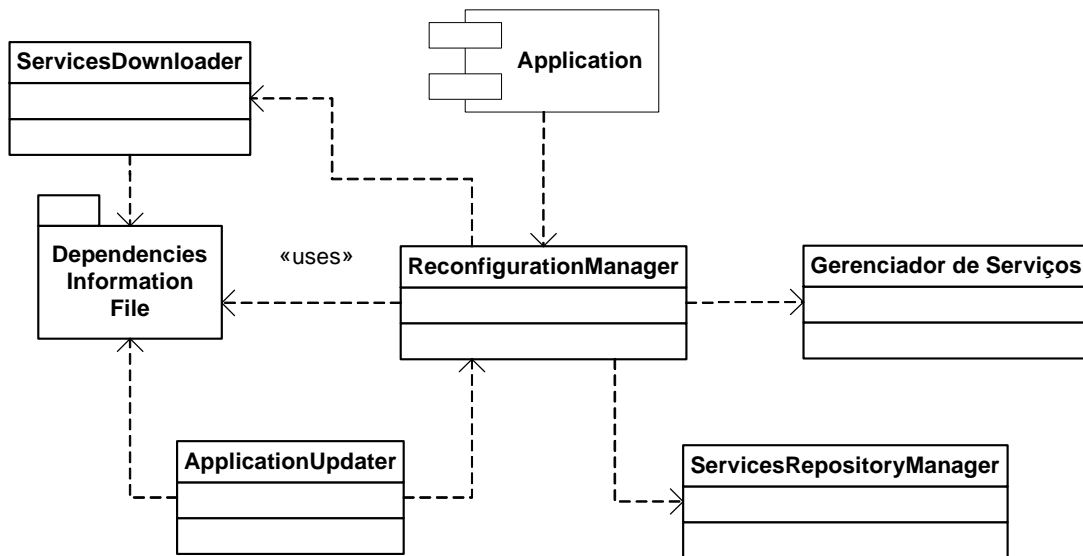 ServicesDownloader
Application
Dependencies
Information
File
«uses»
ReconfigurationManager
Gerenciador de Serviços
ApplicationUpdater
ServicesRepositoryManager